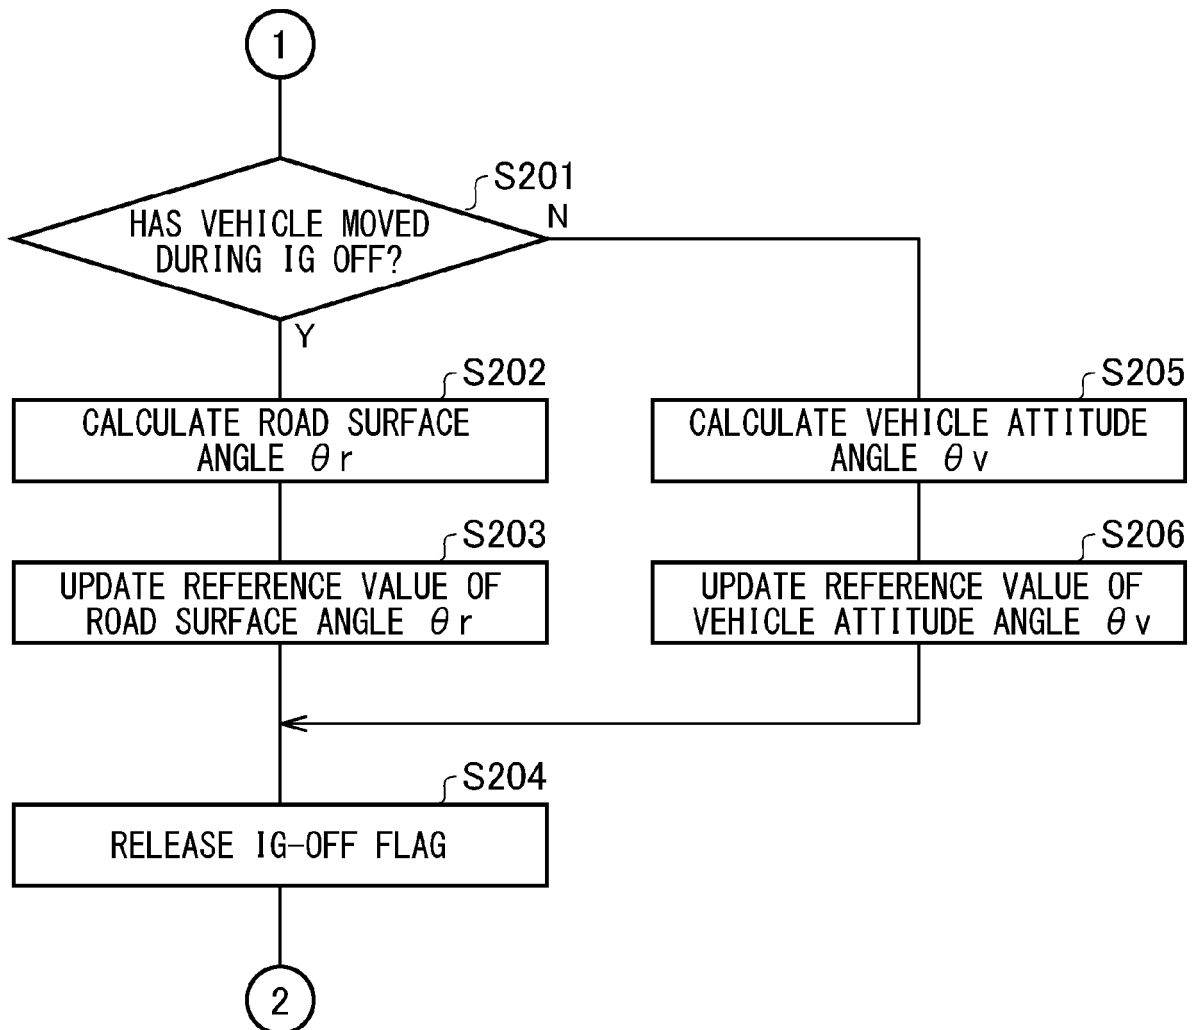 1
S201
HAS VEHICLE MOVED
DURING IG OFF?
N
Y
S202
CALCULATE ROAD SURFACE
ANGLE θr
S203
UPDATE REFERENCE VALUE OF
ROAD SURFACE ANGLE θr
S205
CALCULATE VEHICLE ATTITUDE
ANGLE θv
S206
UPDATE REFERENCE VALUE OF
VEHICLE ATTITUDE ANGLE θv
S204
RELEASE IG-OFF FLAG
2